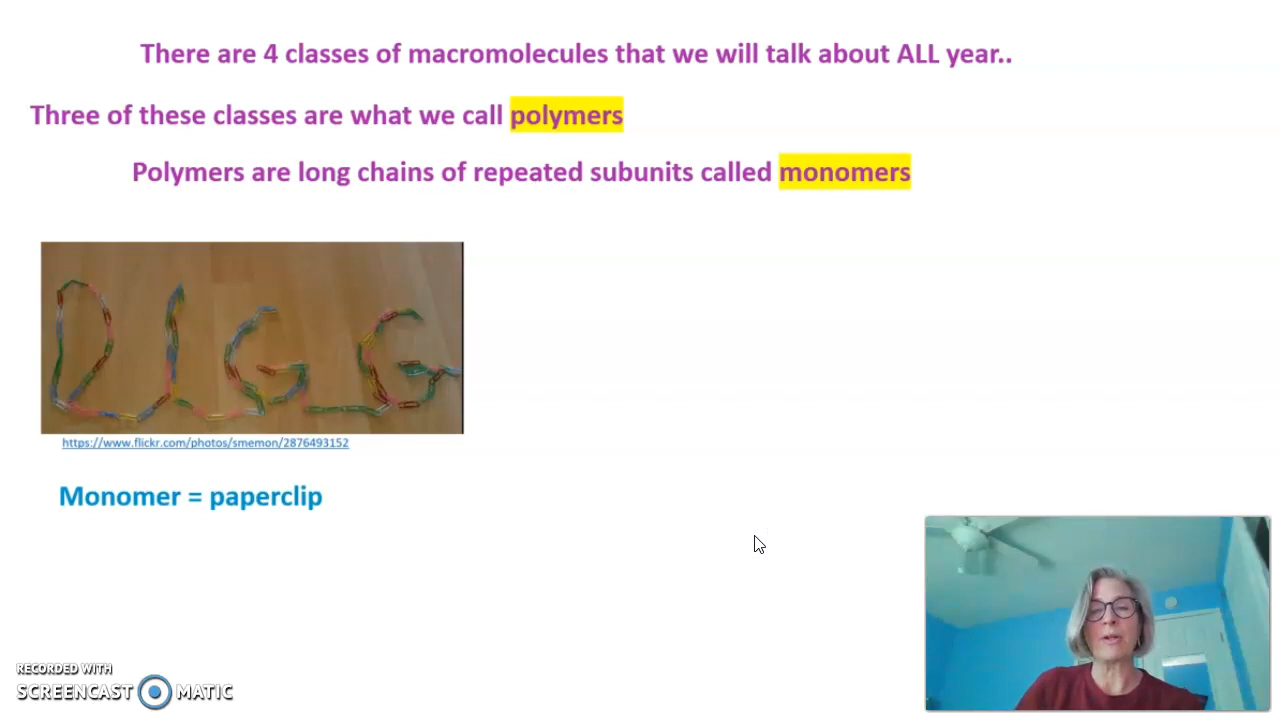 There are 4 classes of macromolecules that we will talk about ALL year..
Three of these classes are what we call polymers
Polymers are long chains of repeated subunits called monomers
DIGG
https://www.flickr.com/photos/smemon/2876493152
Monomer = paperclip
RECORDED WITH
SCREENCAST MATIC